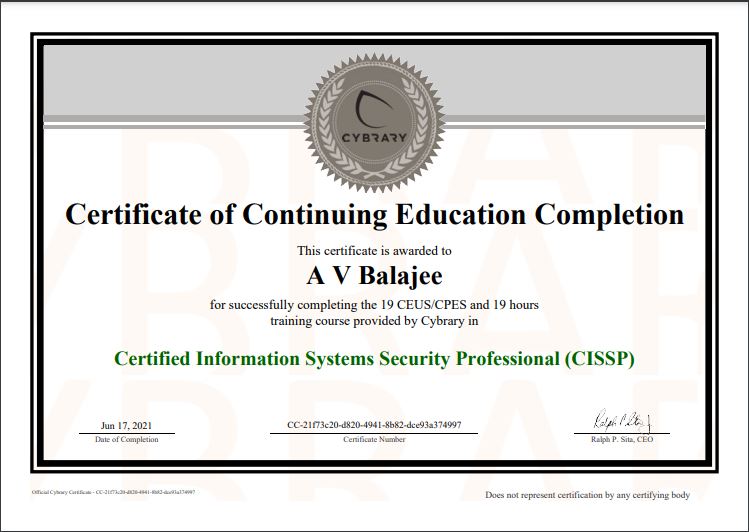 CYBRARY
Certificate of Continuing Education Completion
This certificate is awarded to
A V Balajee
for successfully completing the 19 CEUS/CPES and 19 hours
training course provided by Cybrary in
Certified Information Systems Security Professional (CISSP)
Jun 17, 2021
Date of Completion
CC-21f73c20-d820-4941-8b82-dce93a374997
Certificate Number
Ralph P. Sita, CEO
Official Cybrary Certificate - CC-21f73c20-d820-4941-8b82-dce93a374997
Does not represent certification by any certifying body